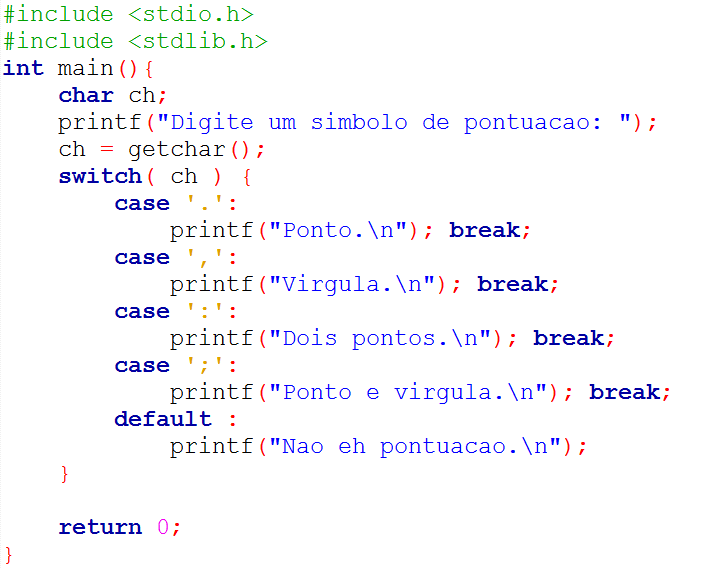 #include <stdio.h>
#include <stdlib.h>
int main(){
    char ch;
    printf("Digite um simbolo de pontuacao: ");
    ch = getchar();
    switch( ch ) {
        case '.':
            printf("Ponto.\n"); break;
        case ',':
            printf("Virgula.\n"); break;
        case ':':
            printf("Dois pontos.\n"); break;
        case ';':
            printf("Ponto e virgula.\n"); break;
        default :
            printf("Nao eh pontuacao.\n");
    }

    return 0;
}